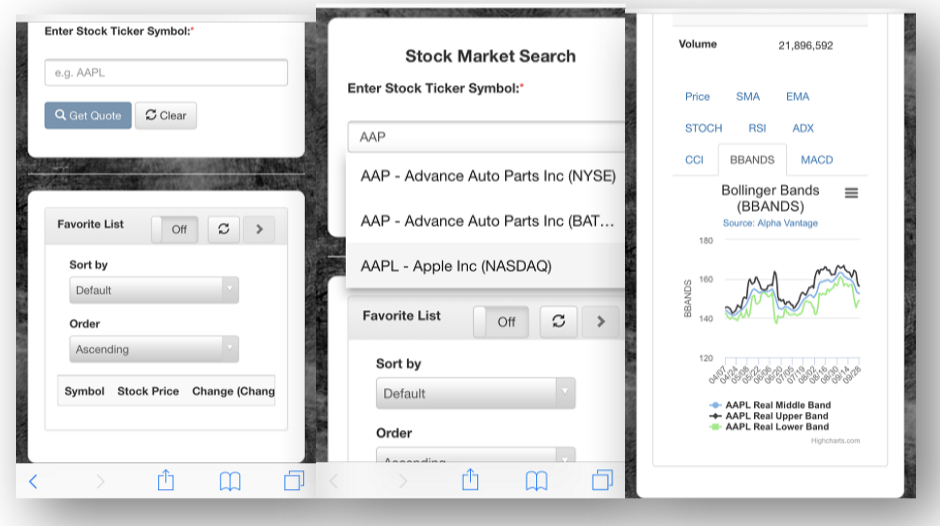 Enter Stock Ticker Symbol:*
e.g. AAPL
Get Quote
Clear
Favorite List
Off
Sort by
Default
Order
Ascending
Symbol Stock Price Change (Chang
Stock Market Search
Enter Stock Ticker Symbol:*
AAP
AAP - Advance Auto Parts Inc (NYSE)
AAP - Advance Auto Parts Inc (BAT...
AAPL - Apple Inc (NASDAQ)
Favorite List
Off
Sort by
Default
Order
Ascending
Volume 21,896,592
Price SMA EMA
STOCH RSI ADX
CCI BBANDS MACD
Bollinger Bands
(BBANDS)
Source: Alpha Vantage
BBANDS
180
160
140
120
04/07 04/24 05/08 05/22 06/06 06/20 07/05 07/19 08/02 08/16 08/30 09/14 09/28
AAPL Real Middle Band
AAPL Real Upper Band
AAPL Real Lower Band
Highcharts.com